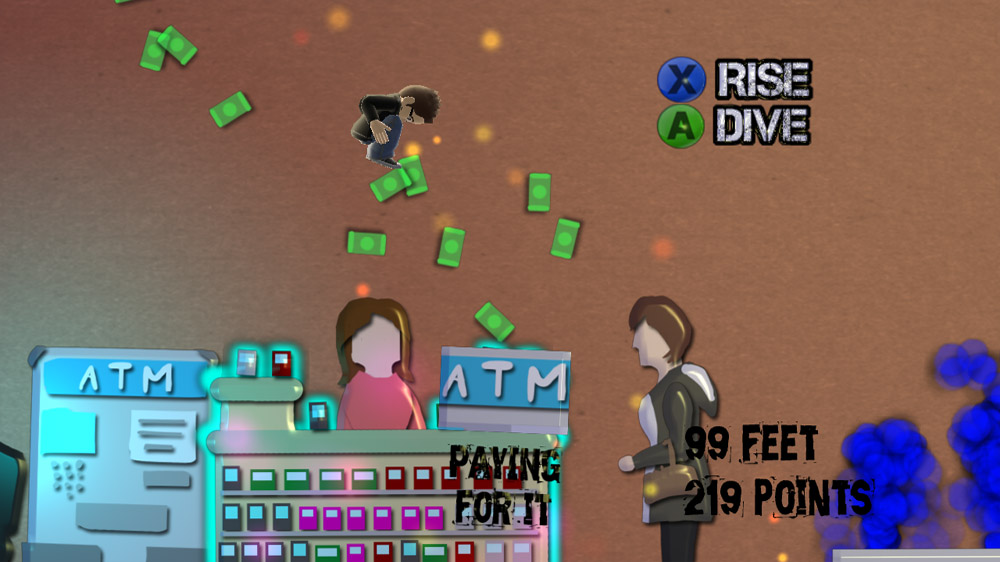 X RISE
A DIVE
ATM
ATM
PAYING
FOR IT
99 FEET
219 POINTS